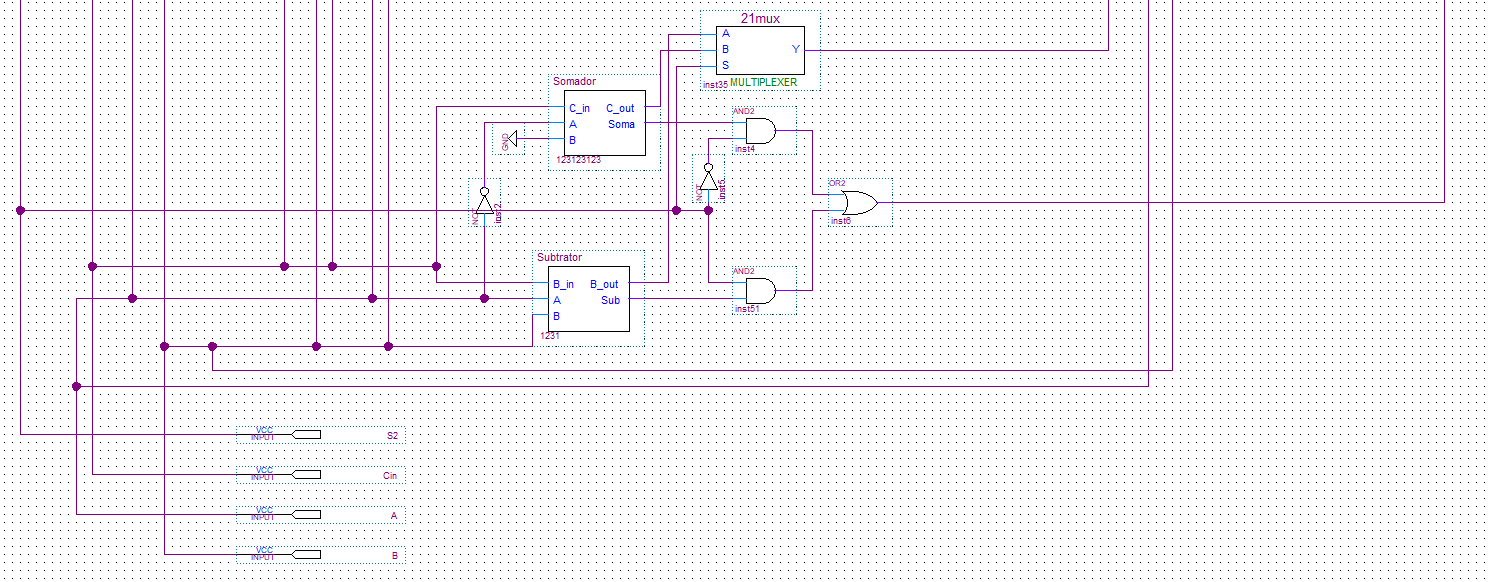 21mux
A
B
S
Y
inst35 MULTIPLEXER
Somador
C_in
C_out
A
Soma
B
123123123
GND
AND2
inst4
NOT
inst5
NOT
inst2
OR2
inst6
Subtrator
B_in
B_out
A
Sub
B
1231
AND2
inst51
VCC
INPUT
S2
VCC
INPUT
Cin
VCC
INPUT
A
VCC
INPUT
B